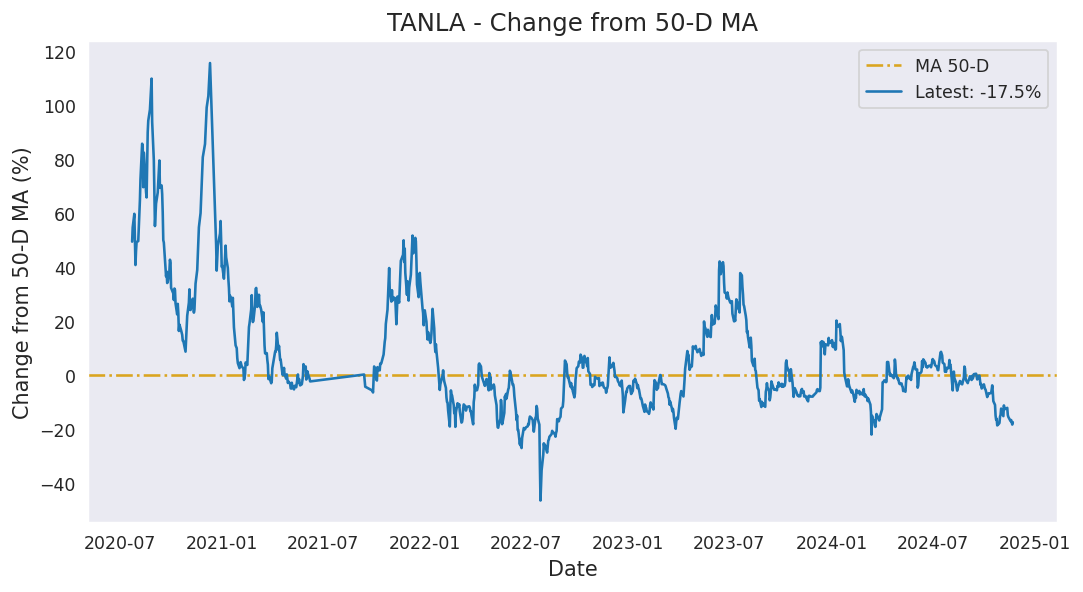 TANLA - Change from 50-D MA
MA 50-D
Latest: -17.5%
Change from 50-D MA (%)
120
100
80
60
40
20
0
−20
−40
2020-07 2021-01 2021-07 2022-01 2022-07 2023-01 2023-07 2024-01 2024-07 2025-01
Date